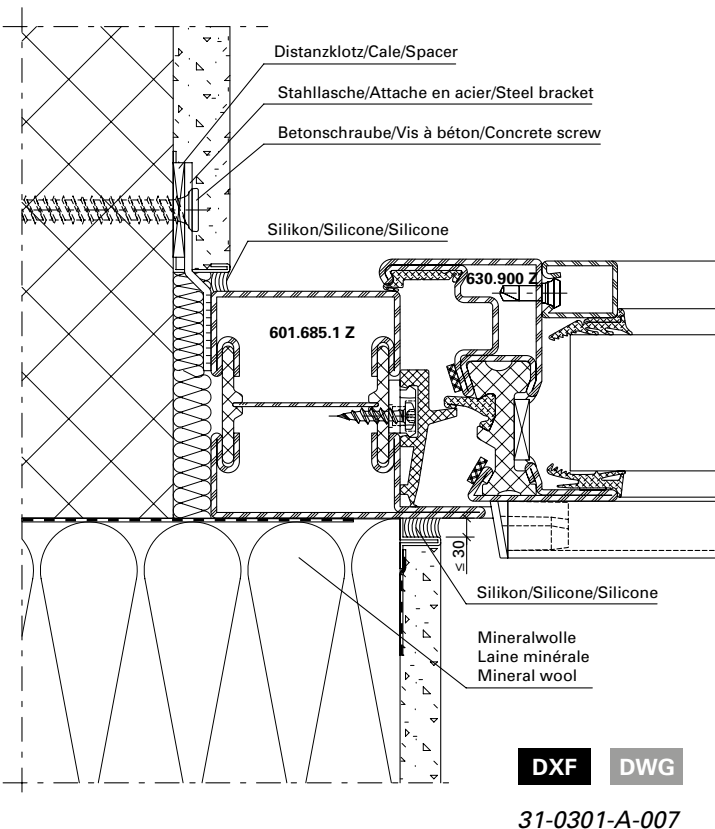 Distanzklotz/Cale/Spacer
Stahllasche/Attache en acier/Steel bracket
Betonschraube/Vis à béton/Concrete screw
Silikon/Silicone/Silicone
630.900 Z
601.685.1 Z
≤ 30
Silikon/Silicone/Silicone
Mineralwolle
Laine minérale
Mineral wool
DXF DWG
31-0301-A-007